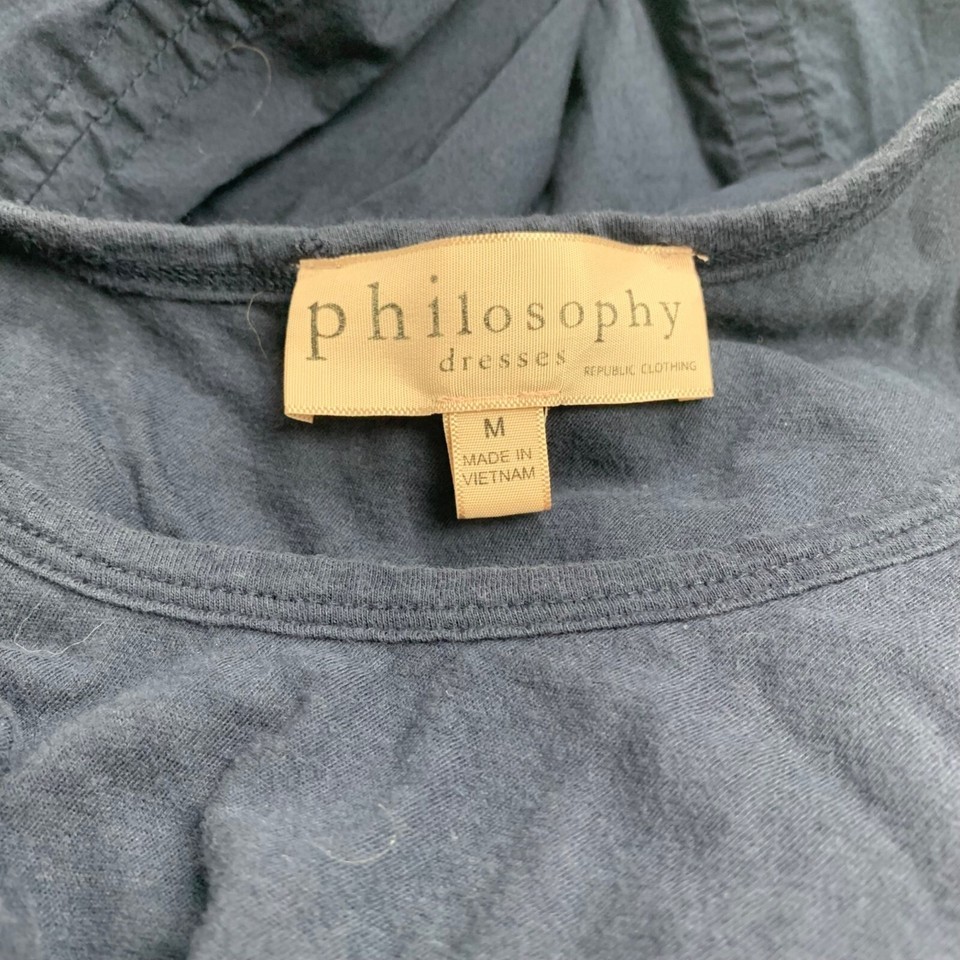 philosophy
dresses REPUBLIC CLOTHING
M
MADE IN
VIETNAM